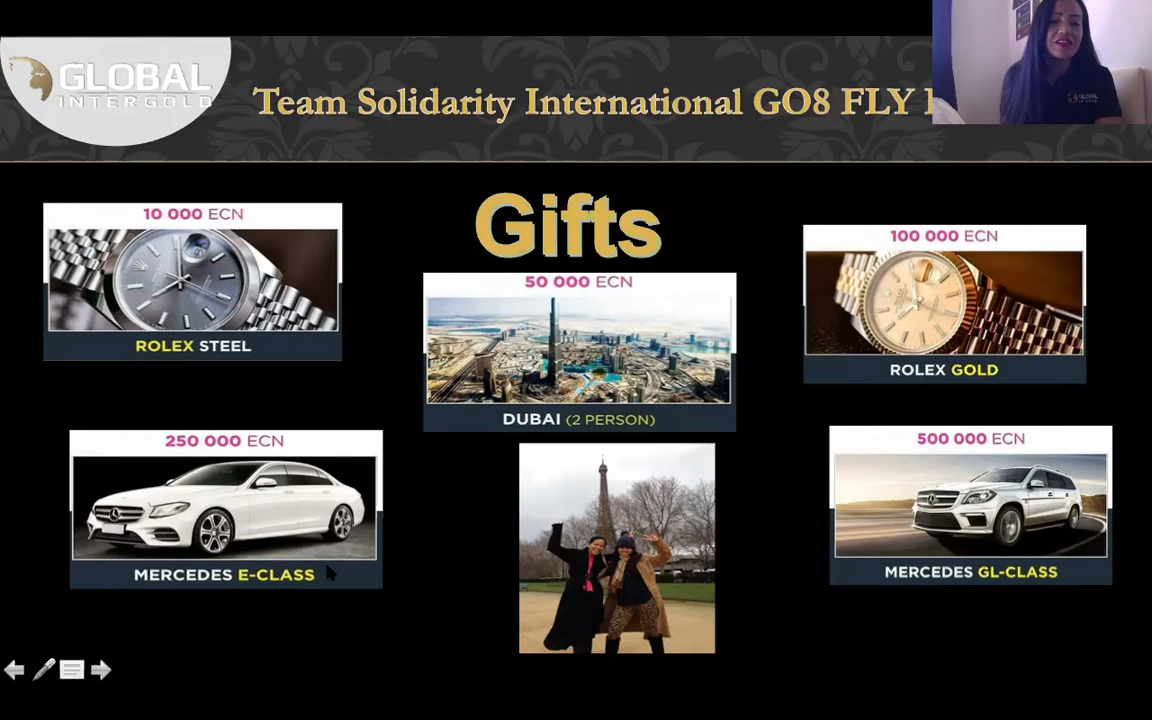 GLOBAL
INTERGOLD
Team Solidarity International GO8 FLY
Gifts
10 000 ECN
ROLEX STEEL
50 000 ECN
DUBAI (2 PERSON)
100 000 ECN
ROLEX GOLD
250 000 ECN
MERCEDES E-CLASS
500 000 ECN
MERCEDES GL-CLASS